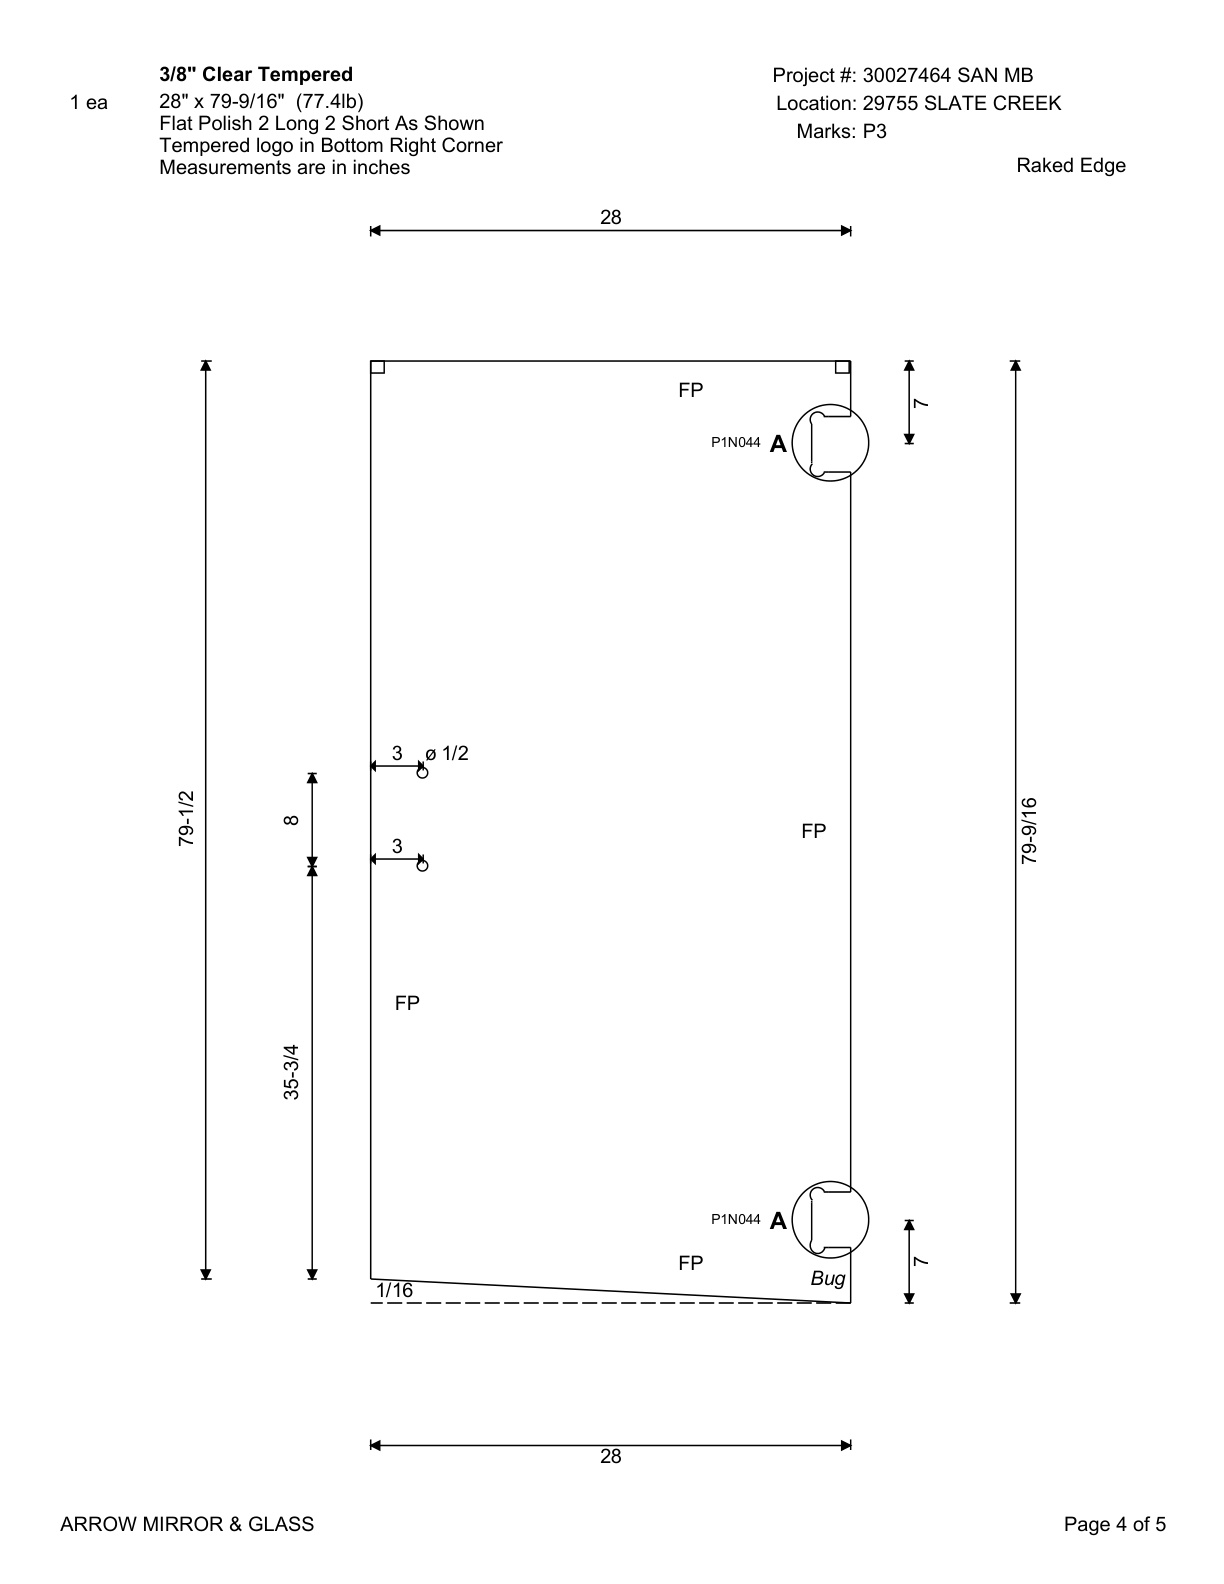 3/8" Clear Tempered
1 ea
28" x 79-9/16" (77.4lb)
Flat Polish 2 Long 2 Short As Shown
Tempered logo in Bottom Right Corner
Measurements are in inches
Project #: 30027464 SAN MB
Location: 29755 SLATE CREEK
Marks: P3
Raked Edge
28
FP
7
P1N044 A
3
ø 1/2
8
3
79-1/2
FP
79-9/16
FP
35-3/4
P1N044 A
FP
Bug
7
1/16
28
ARROW MIRROR & GLASS
Page 4 of 5